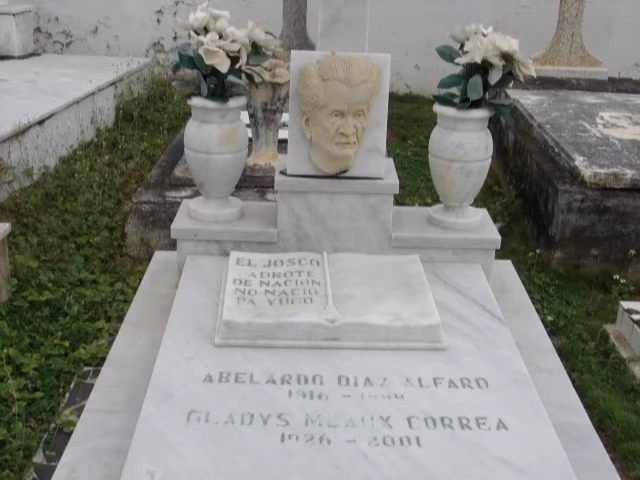 EL JOSCO
PADROTE
DE NACION
NO NACIO
PA YUGO
ABELARDO DIAZ ALFARO
1916 -
GLADYS MEAUX CORREA
1926 - 2001